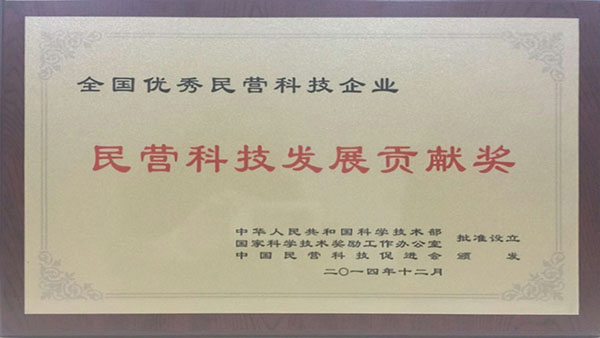 全国优秀民营科技企业
民营科技发展贡献奖
中华人民共和国科学技术部
国家科学技术奖励工作办公室 批准设立
中国民营科技促进会 颁发
二〇一四年十二月